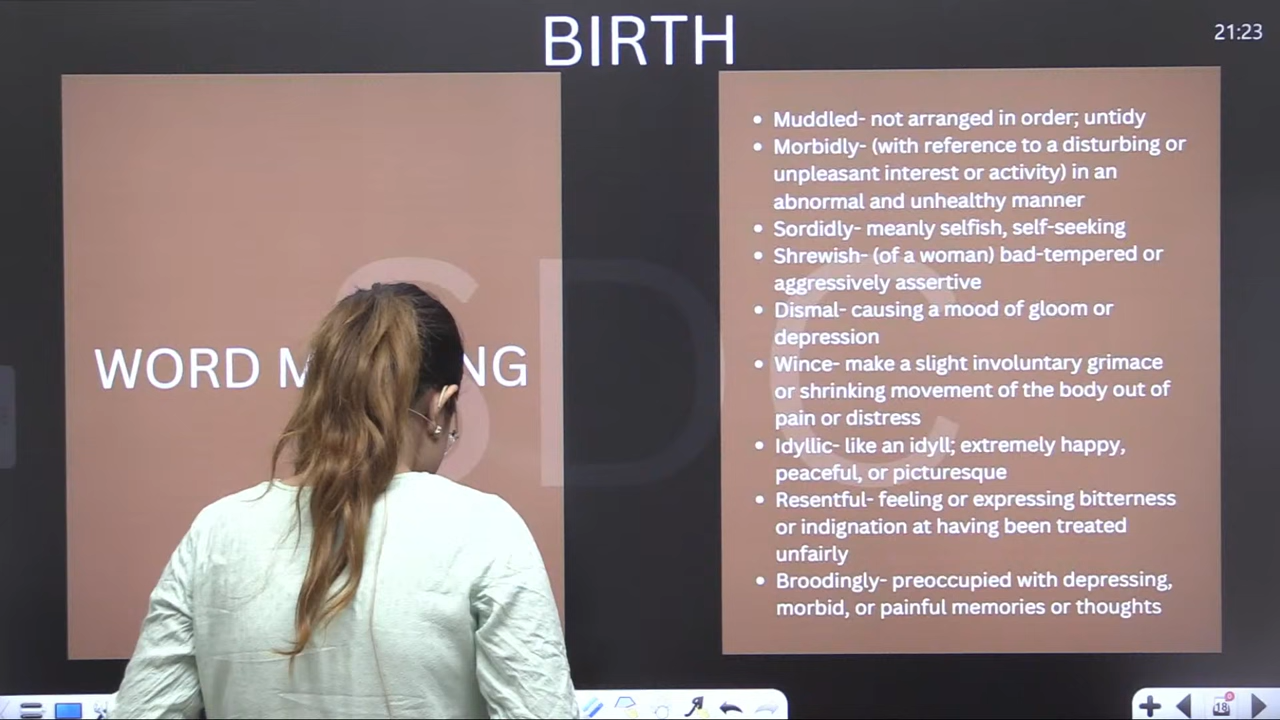 BIRTH
21:23
WORD M NG
• Muddled- not arranged in order; untidy
• Morbidly- (with reference to a disturbing or
unpleasant interest or activity) in an
abnormal and unhealthy manner
• Sordidly- meanly selfish, self-seeking
• Shrewish- (of a woman) bad-tempered or
aggressively assertive
• Dismal- causing a mood of gloom or
depression
• Wince- make a slight involuntary grimace
or shrinking movement of the body out of
pain or distress
• Idyllic- like an idyll; extremely happy,
peaceful, or picturesque
• Resentful- feeling or expressing bitterness
or indignation at having been treated
unfairly
• Broodingly- preoccupied with depressing,
morbid, or painful memories or thoughts
SDC
18